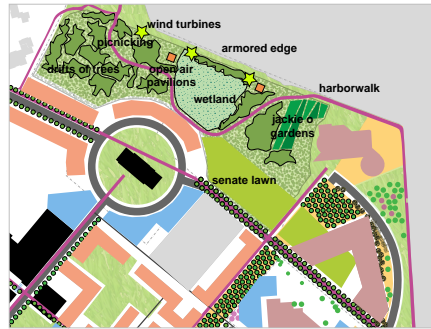 wind turbines
picnicking
armored edge
drifts of trees
open air
pavilions
wetland
harborwalk
jackie o
gardens
senate lawn